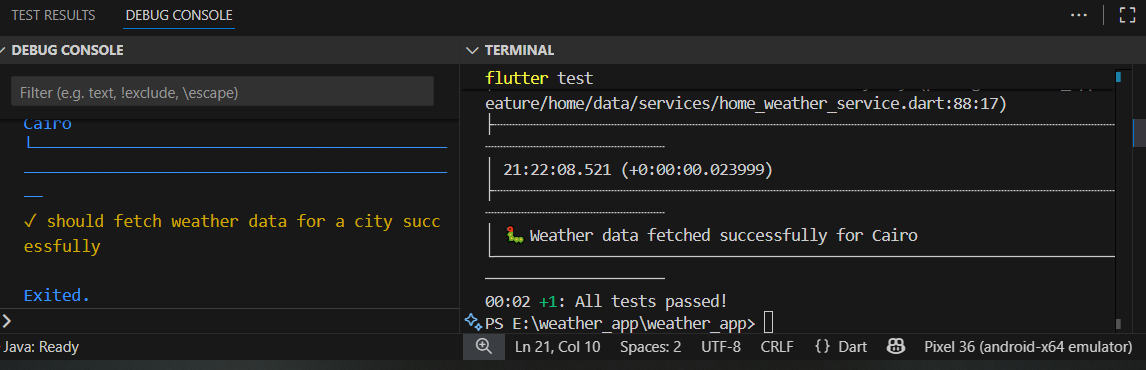 TEST RESULTS
DEBUG CONSOLE
DEBUG CONSOLE
Filter (e.g. text, !exclude, \escape)
Cairo
✓ should fetch weather data for a city succ
essfully
Exited.
TERMINAL
flutter test
eature/home/data/services/home_weather_service.dart:88:17)
21:22:08.521 (+0:00:00.023999)
🐛 Weather data fetched successfully for Cairo
00:02 +1: All tests passed!
PS E:\weather_app\weather_app>
Java: Ready
Ln 21, Col 10
Spaces: 2
UTF-8
CRLF
{} Dart
Pixel 36 (android-x64 emulator)